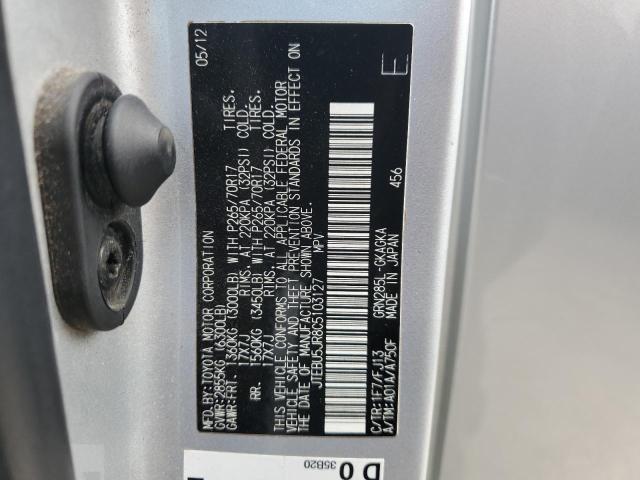 MFD.BY:TOYOTA MOTOR CORPORATION 05/12
GVWR:2855KG(6300LB)
GAWR:FRT. 1360KG (3000LB) WITH P265/70R17 TIRES.
17X7J RIMS. AT 220KPA (32PSI) COLD.
RR. 1560KG (3450LB) WITH P265/70R17 TIRES.
17X7J RIMS. AT 220KPA (32PSI) COLD.
THIS VEHICLE CONFORMS TO ALL APPLICABLE FEDERAL MOTOR
VEHICLE SAFETY AND THEFT PREVENTION STANDARDS IN EFFECT ON
THE DATE OF MANUFACTURE SHOWN ABOVE.
JTEBU5JR8C5103127 MPV
C/TR:1F7/FJ13 GRN285L-GKAGKA
A/TM:A01A/A750F MADE IN JAPAN
456
E
D 0
35B20